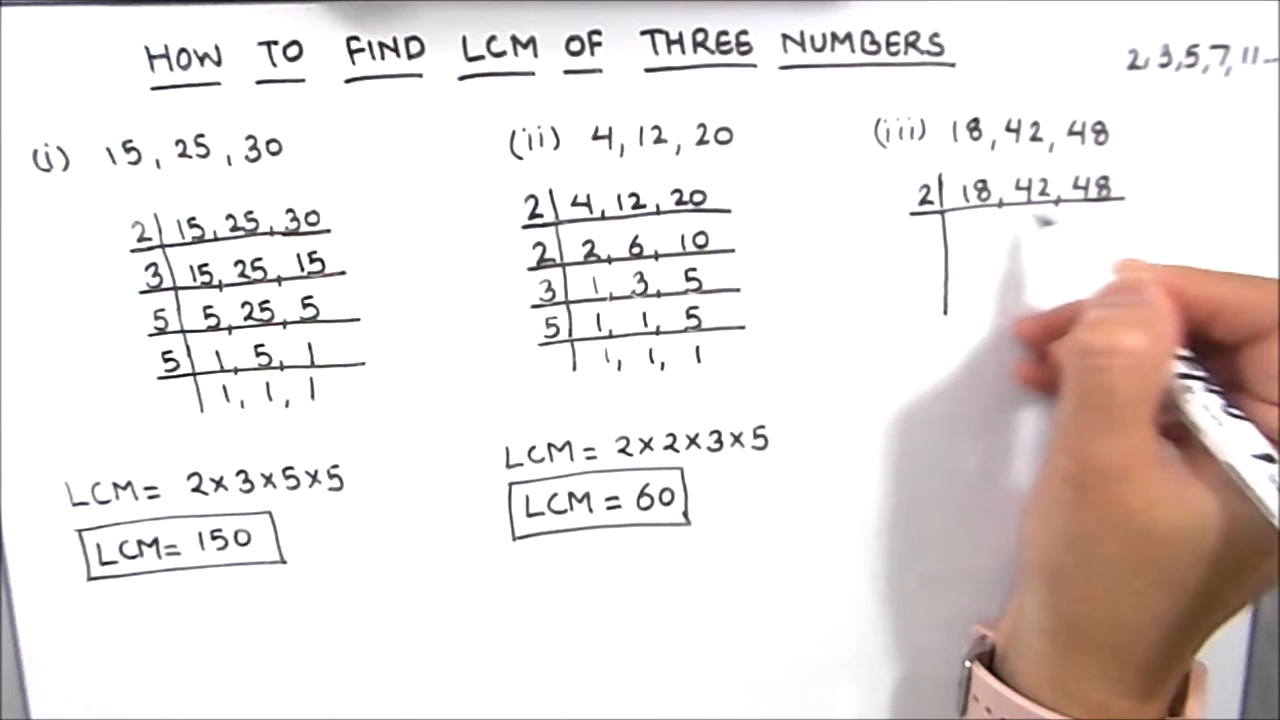 HOW TO FIND LCM OF THREE NUMBERS
2,3,5,7,11-
(i) 15, 25, 30
2 | 15, 25, 30
3 | 15, 25, 15
5 | 5, 25, 5
5 | 1, 5, 1
| 1, 1, 1
LCM = 2×3×5×5
LCM = 150
(ii) 4, 12, 20
2 | 4, 12, 20
2 | 2, 6, 10
3 | 1, 3, 5
5 | 1, 1, 5
| 1, 1, 1
LCM = 2×2×3×5
LCM = 60
(iii) 18, 42, 48
2 | 18, 42, 48